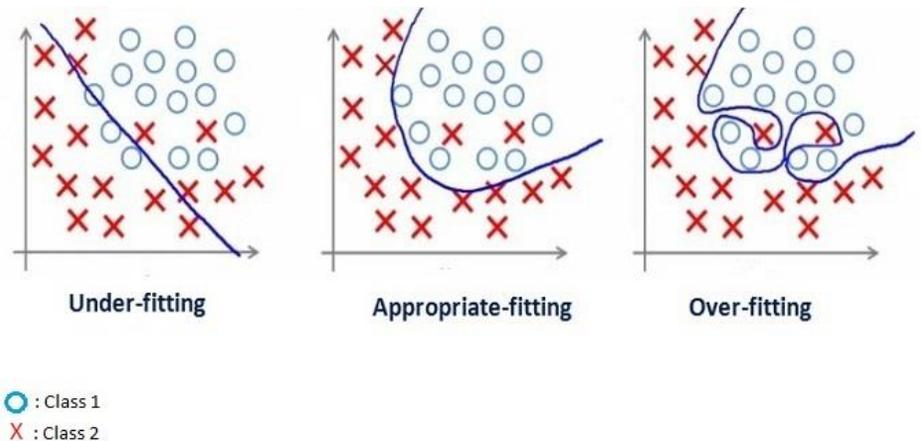 Under-fitting
Appropriate-fitting
Over-fitting
: Class 1
X : Class 2